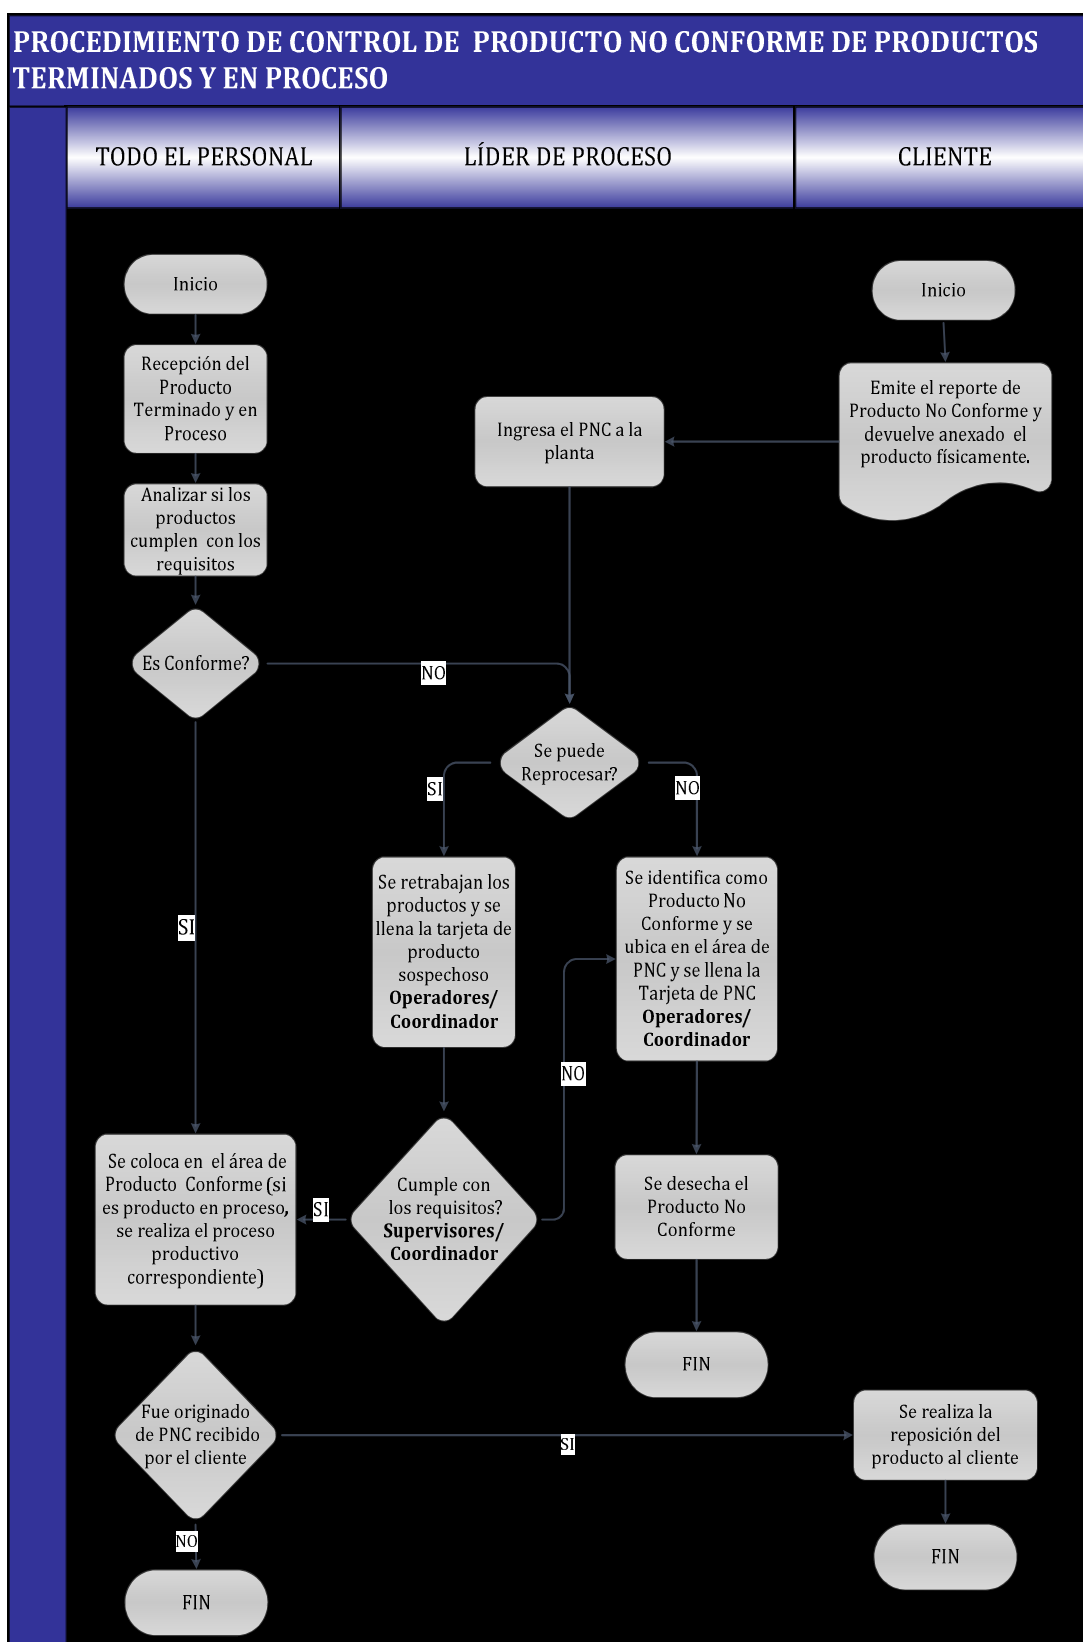 PROCEDIMIENTO DE CONTROL DE PRODUCTO NO CONFORME DE PRODUCTOS
TERMINADOS Y EN PROCESO
TODO EL PERSONAL
LÍDER DE PROCESO
CLIENTE
Inicio
Recepción del
Producto
Terminado y en
Proceso
Analizar si los
productos
cumplen con los
requisitos
Es Conforme?
NO
SI
Inicio
Emite el reporte de
Producto No Conforme y
devuelve anexado el
producto físicamente.
Ingresa el PNC a la
planta
Se puede
Reprocesar?
SI
NO
Se retrabajan los
productos y se
llena la tarjeta de
producto
sospechoso
Operadores/
Coordinador
Se identifica como
Producto No
Conforme y se
ubica en el área de
PNC y se llena la
Tarjeta de PNC
Operadores/
Coordinador
NO
Cumple con
los requisitos?
Supervisores/
Coordinador
SI
Se coloca en el área de
Producto Conforme (si
es producto en proceso,
se realiza el proceso
productivo
correspondiente)
Se desecha el
Producto No
Conforme
FIN
Fue originado
de PNC recibido
por el cliente
SI
Se realiza la
reposición del
producto al cliente
FIN
NO
FIN